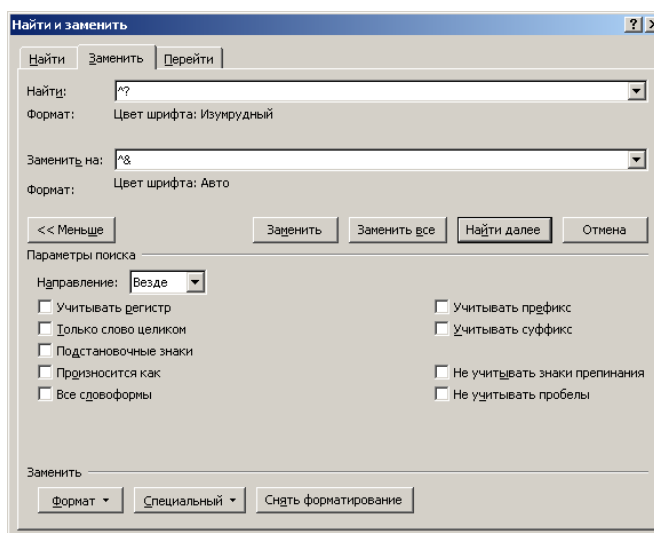 Найти и заменить
Найти Заменить Перейти
Найти: ^?
Формат: Цвет шрифта: Изумрудный
Заменить на: ^&
Формат: Цвет шрифта: Авто
<< Меньше Заменить Заменить все Найти далее Отмена
Параметры поиска
Направление: Везде
Учитывать регистр Учитывать префикс
Только слово целиком Учитывать суффикс
Подстановочные знаки
Произносится как Не учитывать знаки препинания
Все словоформы Не учитывать пробелы
Заменить
Формат Специальный Снять форматирование